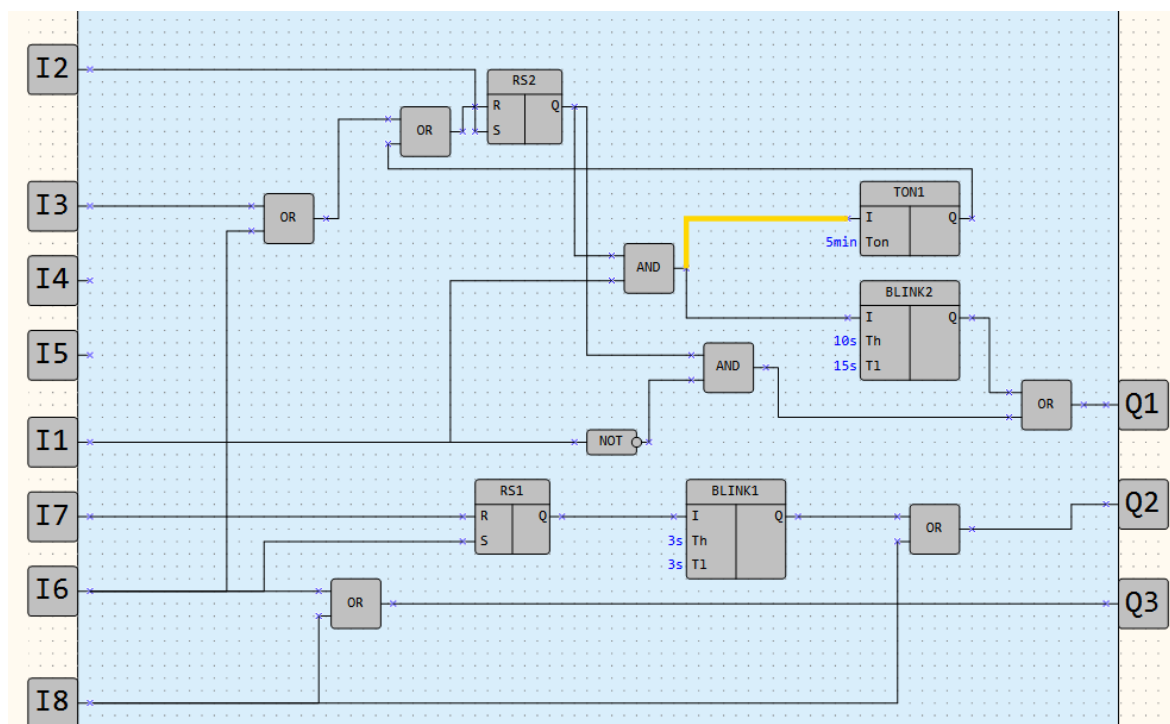 I2
RS2
R Q
S
OR
I3
OR
TON1
I Q
5min Ton
I4
AND
BLINK2
I Q
10s Th
15s Tl
I5
AND
OR
Q1
I1
NOT
RS1
R Q
S
BLINK1
I Q
3s Th
3s Tl
I7
OR
Q2
I6
OR
Q3
I8